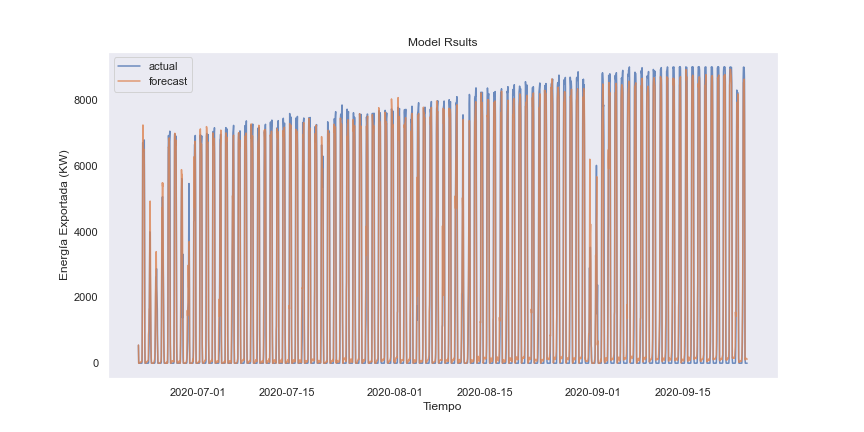 Model Rsults
actual
forecast
Energía Exportada (KW)
8000
6000
4000
2000
0
2020-07-01 2020-07-15 2020-08-01 2020-08-15 2020-09-01 2020-09-15
Tiempo